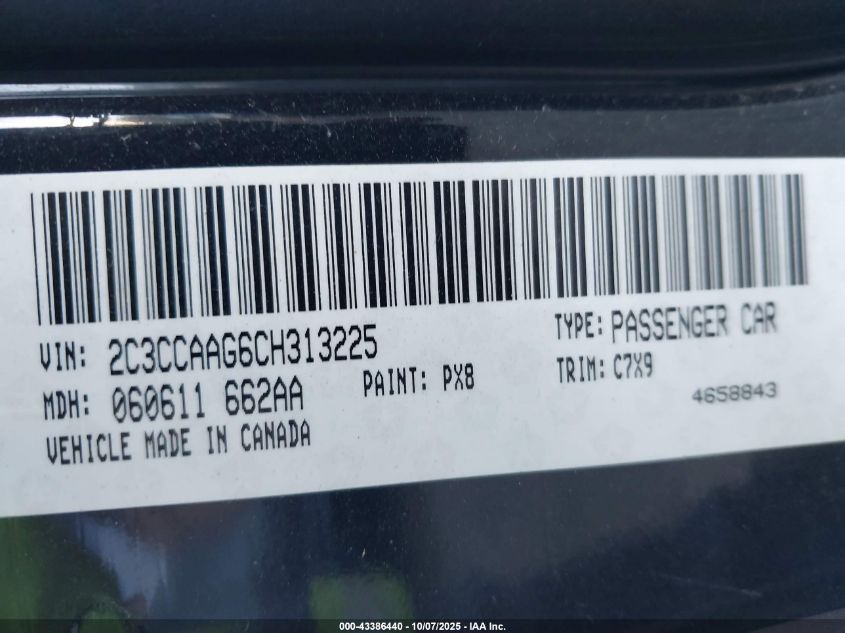 VIN: 2C3CCAAG6CH313225
TYPE: PASSENGER CAR
MDH: 060611 662AA
PAINT: PX8
TRIM: C7X9
4658843
VEHICLE MADE IN CANADA
000-43386440 - 10/07/2025 - IAA Inc.